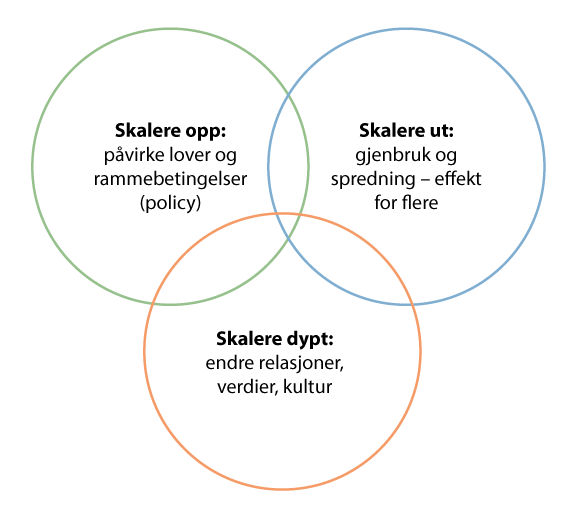 Skalere opp:
påvirke lover og
rammebetingelser
(policy)
Skalere ut:
gjenbruk og
spredning – effekt
for flere
Skalere dypt:
endre relasjoner,
verdier, kultur